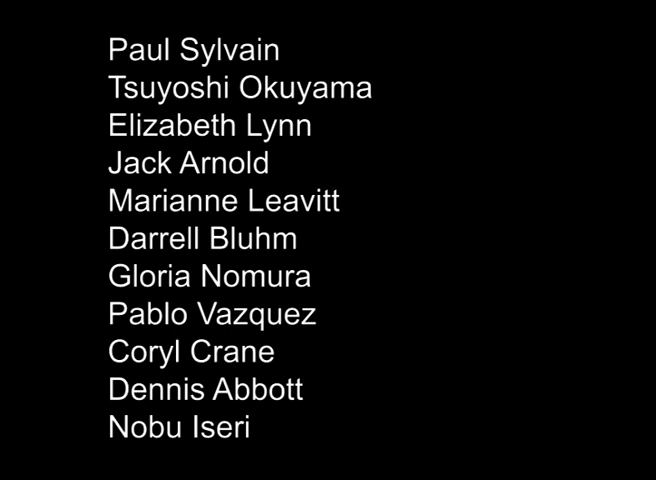 Paul Sylvain
Tsuyoshi Okuyama
Elizabeth Lynn
Jack Arnold
Marianne Leavitt
Darrell Bluhm
Gloria Nomura
Pablo Vazquez
Coryl Crane
Dennis Abbott
Nobu Iseri